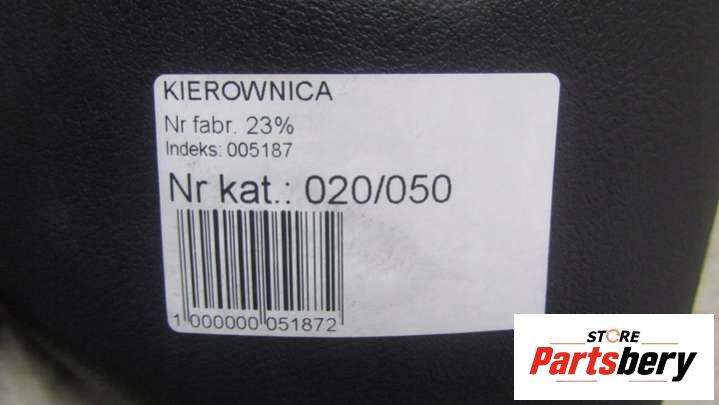 KIEROWNICA
Nr fabr. 23%
Indeks: 005187
Nr kat.: 020/050
1 000000 051872
STORE
Partsbery